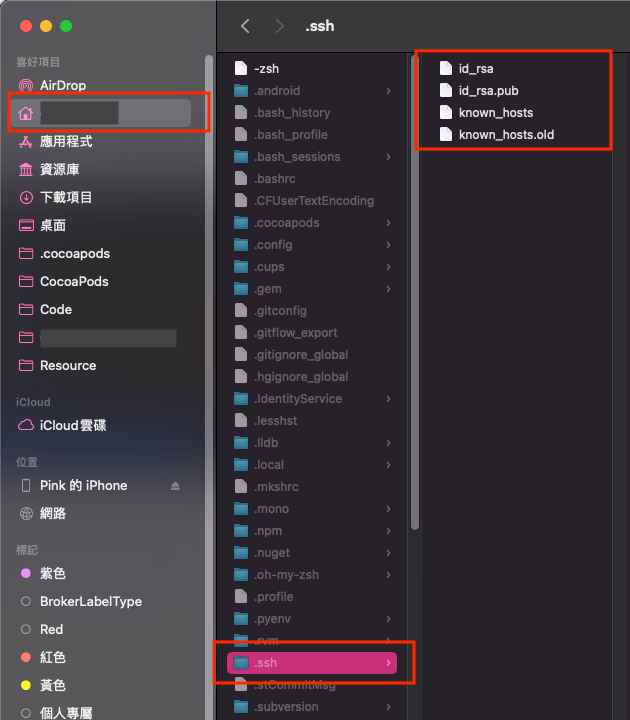 .ssh
喜好項目
AirDrop
應用程式
資源庫
下載項目
桌面
.cocoapods
CocoaPods
Code
Resource
iCloud
iCloud雲碟
位置
Pink 的 iPhone
網路
標記
紫色
BrokerLabelType
Red
紅色
黃色
個人專屬
-zsh
.android
.bash_history
.bash_profile
.bash_sessions
.bashrc
.CFUserTextEncoding
.cocoapods
.config
.cups
.gem
.gitconfig
.gitflow_export
.gitignore_global
.hgignore_global
.IdentityService
.lesshst
.lldb
.local
.mkshrc
.mono
.npm
.nuget
.oh-my-zsh
.profile
.pyenv
.rvm
.ssh
.stCommitMsg
.subversion
id_rsa
id_rsa.pub
known_hosts
known_hosts.old